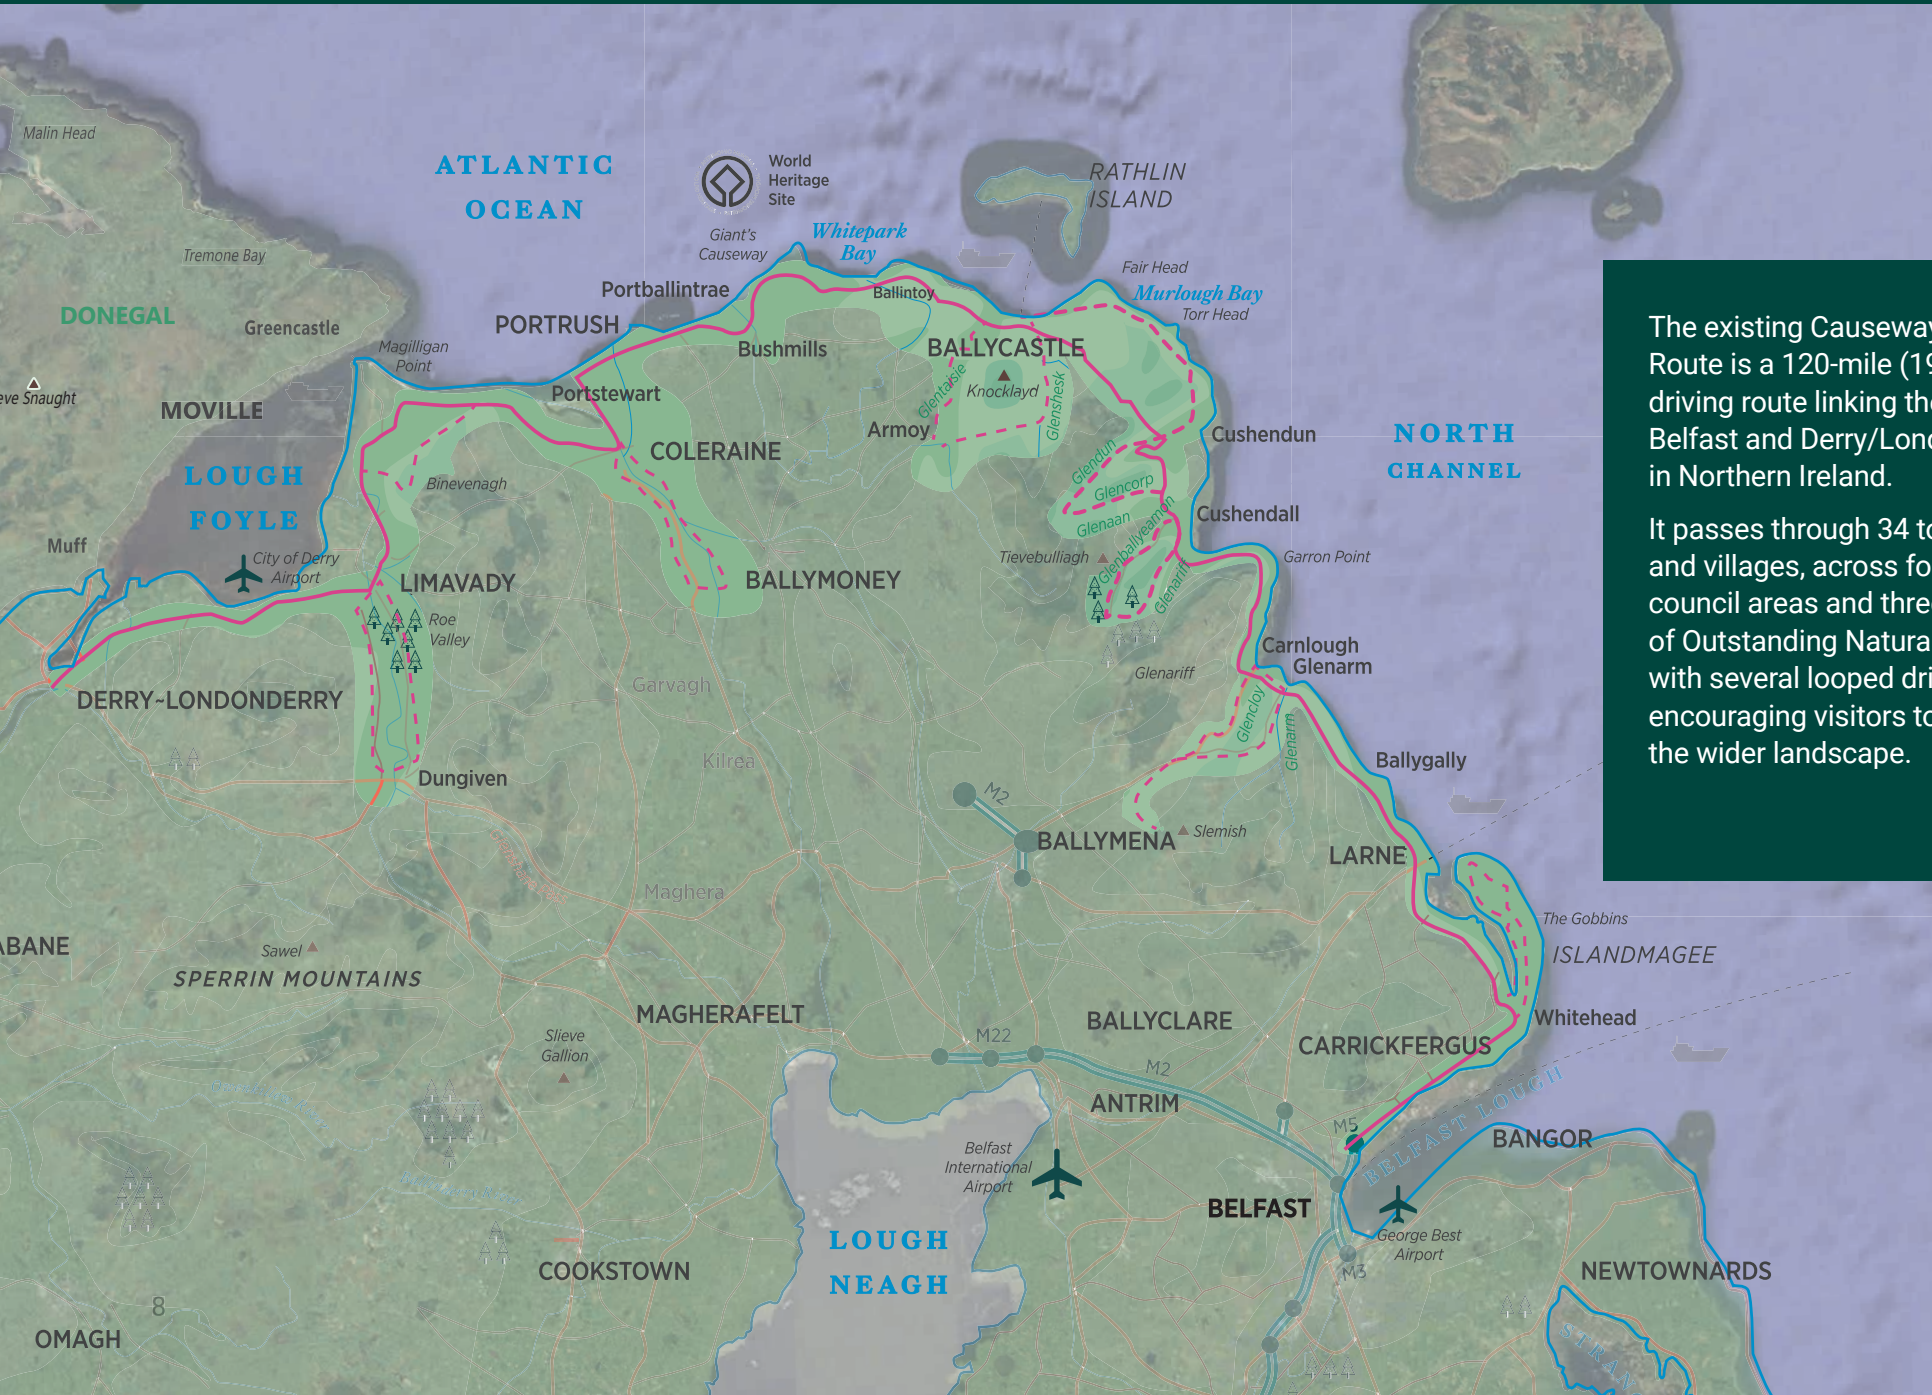 Malin Head
ATLANTIC
OCEAN
World
Heritage
Site
RATHLIN
ISLAND
Giant's
Causeway
Whitepark
Bay
Tremone Bay
Fair Head
Murlough Bay
Torr Head
DONEGAL
Greencastle
Portballintrae
Ballintoy
PORTRUSH
Magilligan
Point
Bushmills
BALLYCASTLE
eve Snaught
MOVILLE
Portstewart
Glentaisie
Knocklayd
Glenshesk
Armoy
COLERAINE
Cushendun
NORTH
CHANNEL
LOUGH
FOYLE
Binevenagh
Glendun
Glencorp
Glenaan
Glenballyeamon
Cushendall
Muff
City of Derry
Airport
LIMAVADY
BALLYMONEY
Tievebulliagh
Glenariff
Garron Point
Roe
Valley
Carnlough
Glenarm
Glenariff
DERRY~LONDONDERRY
Garvagh
Glencloy
Glenarm
Kilrea
Ballygally
Dungiven
M2
BALLYMENA
Slemish
LARNE
Maghera
The Gobbins
ISLANDMAGEE
ABANE
Sawel
SPERRIN MOUNTAINS
MAGHERAFELT
BALLYCLARE
Whitehead
Slieve
Gallion
M22
CARRICKFERGUS
M2
ANTRIM
M5
BELFAST LOUGH
BANGOR
Belfast
International
Airport
BELFAST
George Best
Airport
M3
LOUGH
NEAGH
COOKSTOWN
NEWTOWNARDS
8
OMAGH
STRAN
The existing Causeway
Route is a 120-mile (19
driving route linking the
Belfast and Derry/Lond
in Northern Ireland.
It passes through 34 to
and villages, across fo
council areas and three
of Outstanding Natura
with several looped dri
encouraging visitors to
the wider landscape.